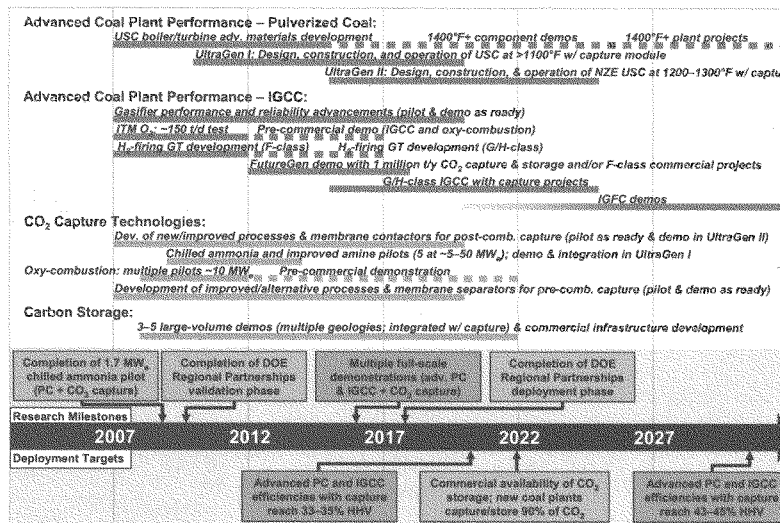 Advanced Coal Plant Performance – Pulverized Coal:
USC boiler/turbine adv. materials development 1400°F+ component demos 1400°F+ plant projects
UltraGen I: Design, construction, and operation of USC at >1100°F w/ capture module
UltraGen II: Design, construction, & operation of NZE USC at 1200–1300°F w/ captu
Advanced Coal Plant Performance – IGCC:
Gasifier performance and reliability advancements (pilot & demo as ready)
ITM O₂: ~150 t/d test Pre-commercial demo (IGCC and oxy-combustion)
H₂-firing GT development (F-class) H₂-firing GT development (G/H-class)
FutureGen demo with 1 million t/y CO₂ capture & storage and/or F-class commercial projects
G/H-class IGCC with capture projects
IGFC demos
CO₂ Capture Technologies:
Dev. of new/improved processes & membrane contactors for post-comb. capture (pilot as ready & demo in UltraGen II)
Chilled ammonia and improved amine pilots (5 at ~5–50 MWₑ); demo & integration in UltraGen I
Oxy-combustion: multiple pilots ~10 MWₑ Pre-commercial demonstration
Development of improved/alternative processes & membrane separators for pre-comb. capture (pilot & demo as ready)
Carbon Storage:
3–5 large-volume demos (multiple geologies; integrated w/ capture) & commercial infrastructure development
Completion of 1.7 MWₑ
chilled ammonia pilot
(PC + CO₂ capture)
Completion of DOE
Regional Partnerships
validation phase
Multiple full-scale
demonstrations (adv. PC
& IGCC + CO₂ capture)
Completion of DOE
Regional Partnerships
deployment phase
Research Milestones
2007 2012 2017 2022 2027
Deployment Targets
Advanced PC and IGCC
efficiencies with capture
reach 33–35% HHV
Commercial availability of CO₂
storage; new coal plants
capture/store 90% of CO₂
Advanced PC and IGCC
efficiencies with capture
reach 43–45% HHV